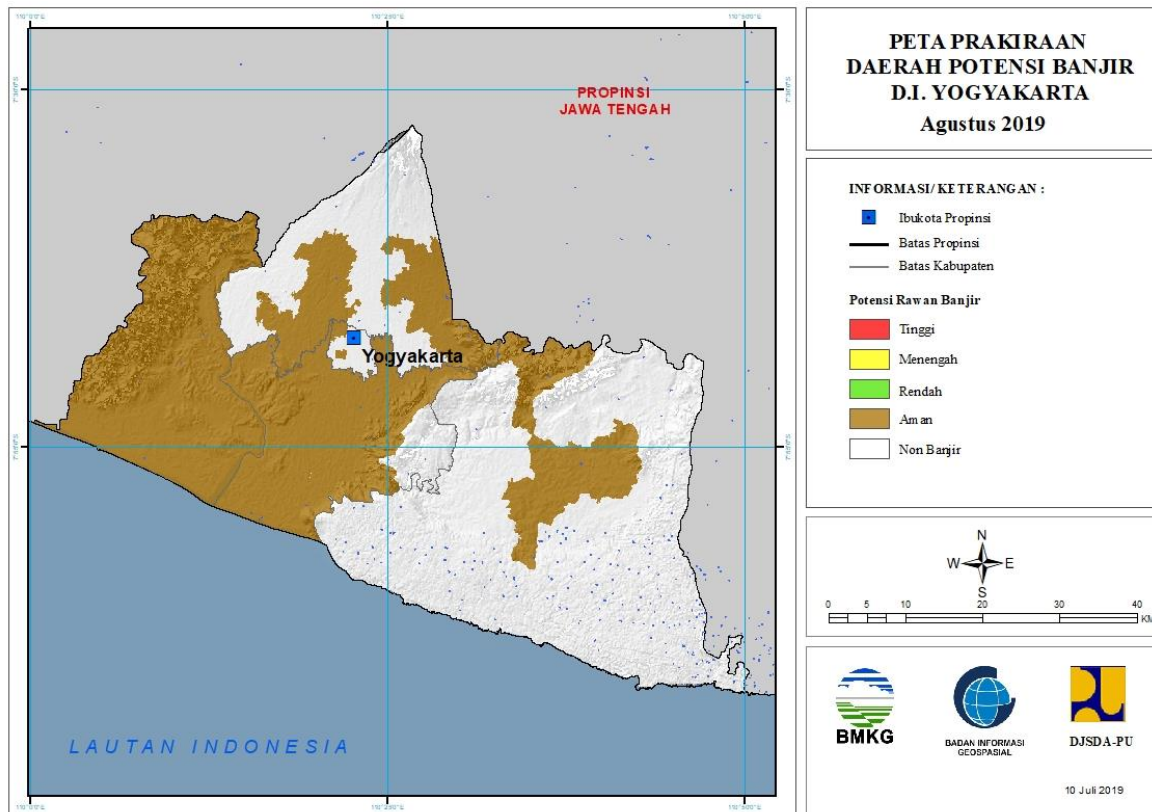 PETA PRAKIRAAN
DAERAH POTENSI BANJIR
D.I. YOGYAKARTA
Agustus 2019
PROPINSI
JAWA TENGAH
Yogyakarta
LAUTAN INDONESIA
INFORMASI/ KETERANGAN :
Ibukota Propinsi
Batas Propinsi
Batas Kabupaten
Potensi Rawan Banjir
Tinggi
Menengah
Rendah
Aman
Non Banjir
N
W E
S
0 5 10 20 30 40
KM
BMKG
BADAN INFORMASI
GEOSPASIAL
DJSDA-PU
10 Juli 2019